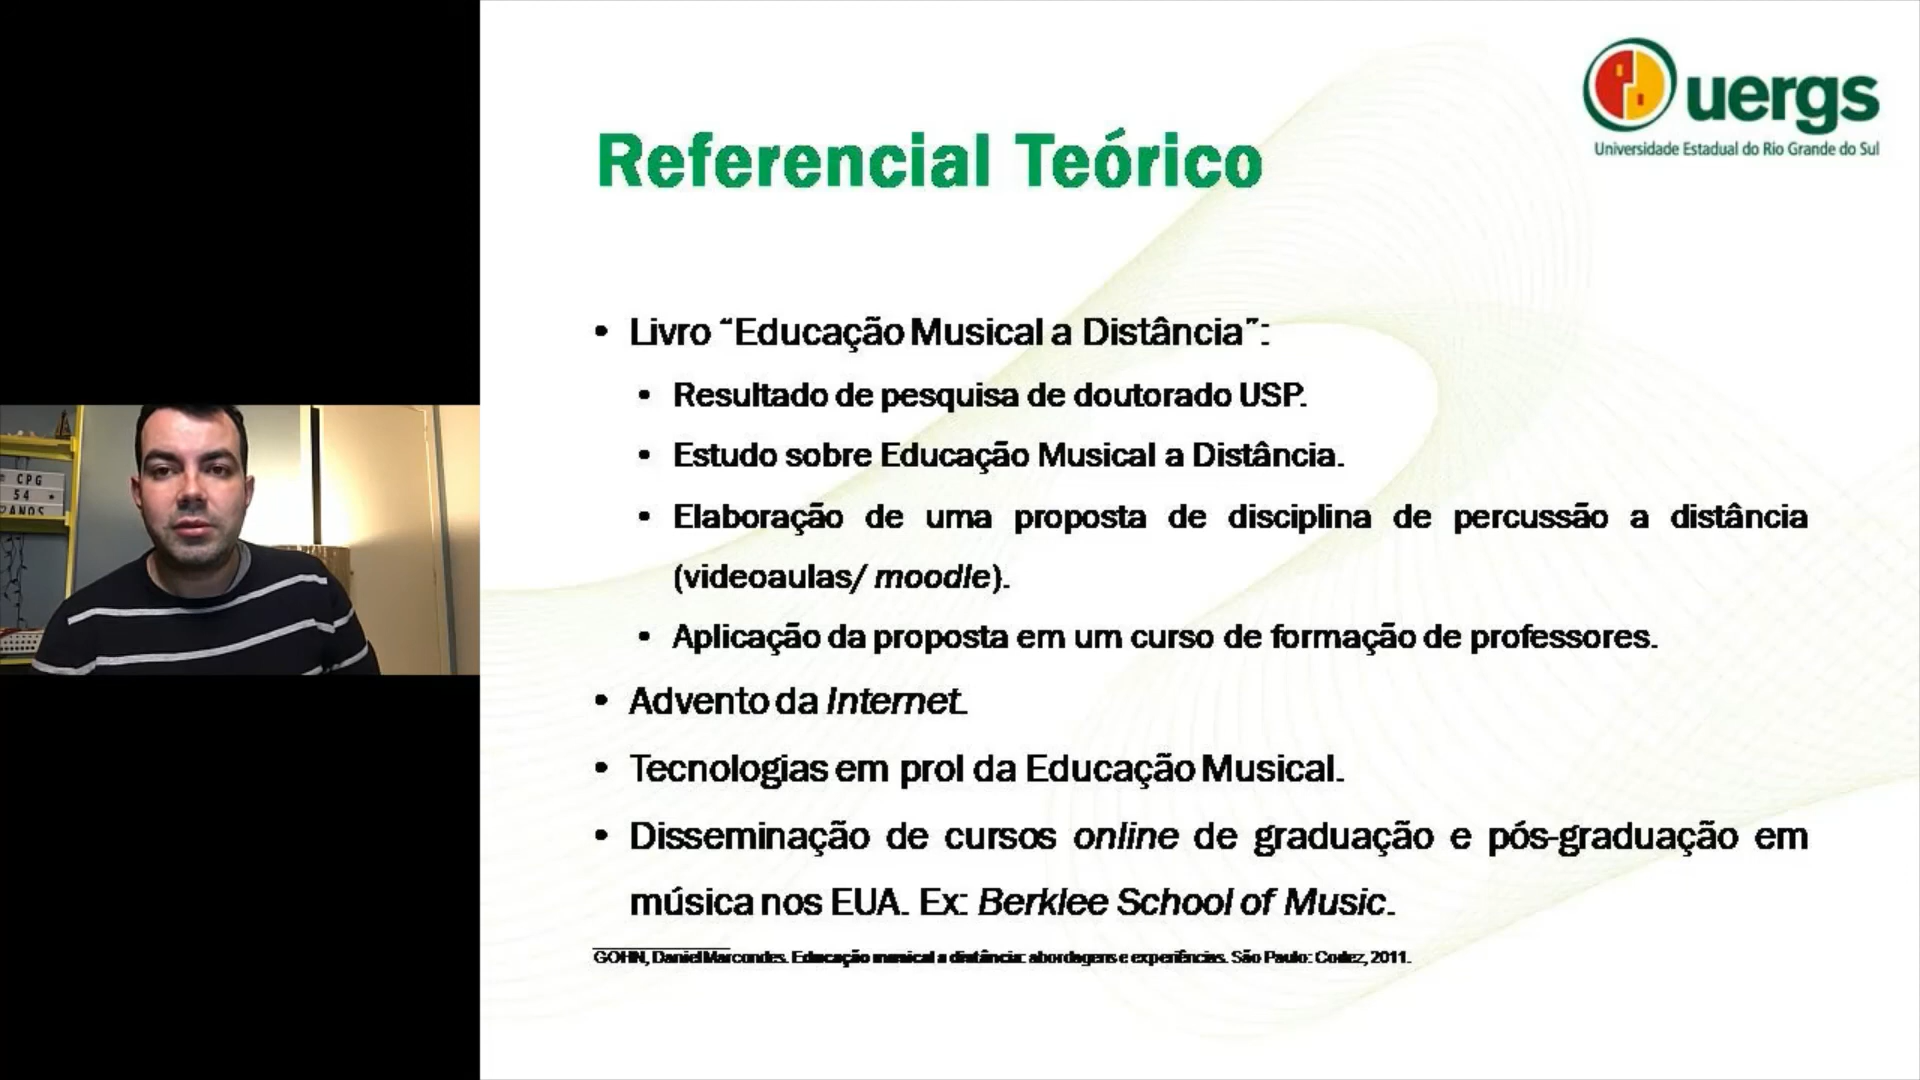 uergs
Universidade Estadual do Rio Grande do Sul
Referencial Teórico
• Livro “Educação Musical a Distância”:
• Resultado de pesquisa de doutorado USP.
• Estudo sobre Educação Musical a Distância.
• Elaboração de uma proposta de disciplina de percussão a distância
(videoaulas/ moodle).
• Aplicação da proposta em um curso de formação de professores.
• Advento da Internet.
• Tecnologias em prol da Educação Musical.
• Disseminação de cursos online de graduação e pós-graduação em
música nos EUA. Ex: Berklee School of Music.
GOHN, Daniel Marcondes. Educação musical a distância: abordagens e experiências. São Paulo: Cortez, 2011.
CPG
54
ANOS